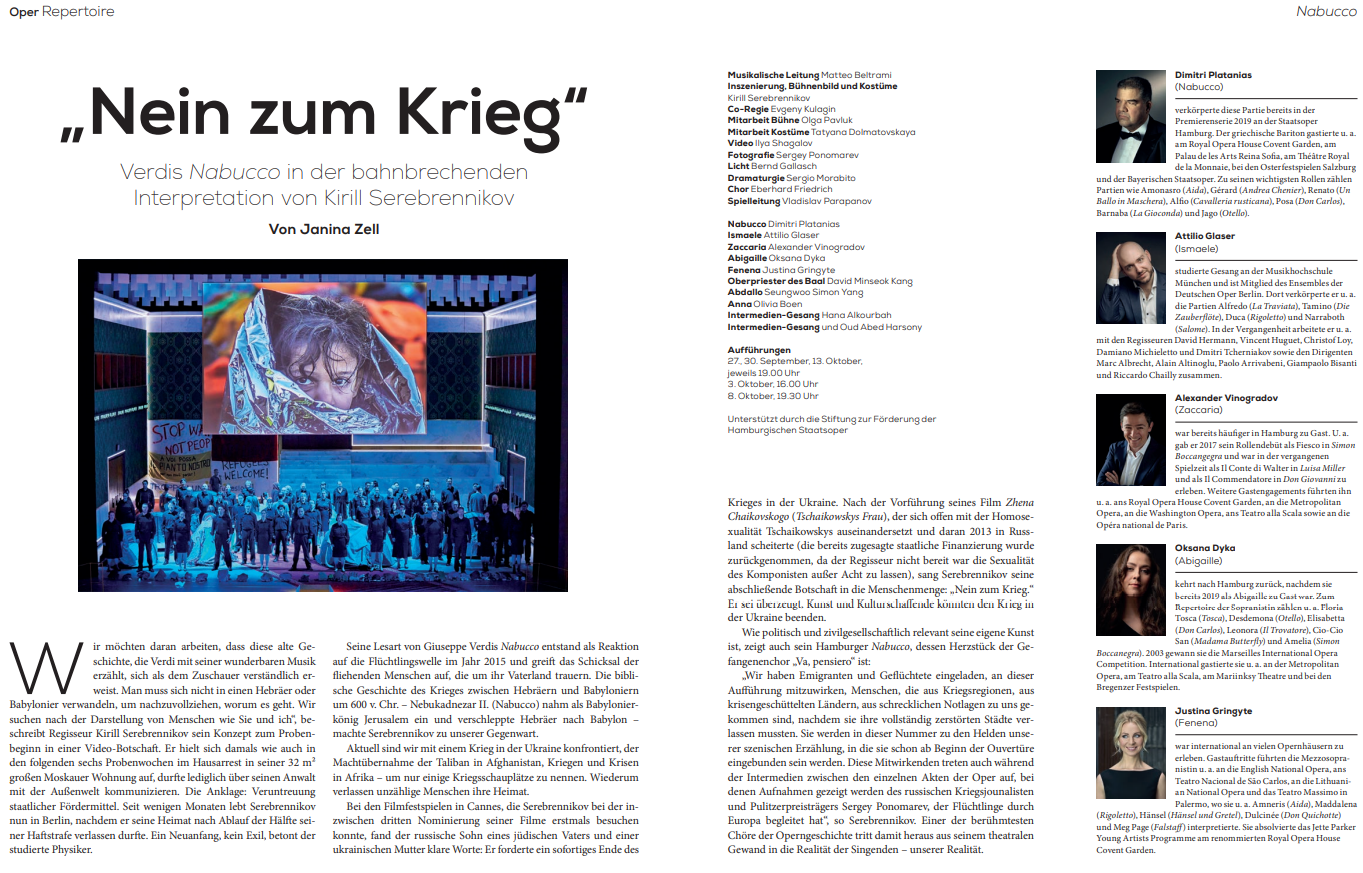 Oper Repertoire
„Nein zum Krieg“
Verdis Nabucco in der bahnbrechenden
Interpretation von Kirill Serebrennikov
Von Janina Zell
STOP WA
NOT PEOP
A VOI POSSA
PIANTO NOSTRO
REFUGEES
WELCOME!
Wir möchten daran arbeiten, dass diese alte Ge-
schichte, die Verdi mit seiner wunderbaren Musik
erzählt, sich als dem Zuschauer verständlich er-
weist. Man muss sich nicht in einen Hebräer oder
Babylonier verwandeln, um nachzuvollziehen, worum es geht. Wir
suchen nach der Darstellung von Menschen wie Sie und ich“, be-
schreibt Regisseur Kirill Serebrennikov sein Konzept zum Proben-
beginn in einer Video-Botschaft. Er hielt sich damals wie auch in
den folgenden sechs Probenwochen im Hausarrest in seiner 32 m²
großen Moskauer Wohnung auf, durfte lediglich über seinen Anwalt
mit der Außenwelt kommunizieren. Die Anklage: Veruntreuung
staatlicher Fördermittel. Seit wenigen Monaten lebt Serebrennikov
nun in Berlin, nachdem er seine Heimat nach Ablauf der Hälfte sei-
ner Haftstrafe verlassen durfte. Ein Neuanfang, kein Exil, betont der
studierte Physiker.
Seine Lesart von Giuseppe Verdis Nabucco entstand als Reaktion
auf die Flüchtlingswelle im Jahr 2015 und greift das Schicksal der
fliehenden Menschen auf, die um ihr Vaterland trauern. Die bibli-
sche Geschichte des Krieges zwischen Hebräern und Babyloniern
um 600 v. Chr. – Nebukadnezar II. (Nabucco) nahm als Babylonier-
könig Jerusalem ein und verschleppte Hebräer nach Babylon –
machte Serebrennikov zu unserer Gegenwart.
Aktuell sind wir mit einem Krieg in der Ukraine konfrontiert, der
Machtübernahme der Taliban in Afghanistan, Kriegen und Krisen
in Afrika – um nur einige Kriegsschauplätze zu nennen. Wiederum
verlassen unzählige Menschen ihre Heimat.
Bei den Filmfestspielen in Cannes, die Serebrennikov bei der in-
zwischen dritten Nominierung seiner Filme erstmals besuchen
konnte, fand der russische Sohn eines jüdischen Vaters und einer
ukrainischen Mutter klare Worte: Er forderte ein sofortiges Ende des
Nabucco
Musikalische Leitung Matteo Beltrami
Inszenierung, Bühnenbild und Kostüme
Kirill Serebrennikov
Co-Regie Evgeny Kulagin
Mitarbeit Bühne Olga Pavluk
Mitarbeit Kostüme Tatyana Dolmatovskaya
Video Ilya Shagalov
Fotografie Sergey Ponomarev
Licht Bernd Gallasch
Dramaturgie Sergio Morabito
Chor Eberhard Friedrich
Spielleitung Vladislav Parapanov
Nabucco Dimitri Platanias
Ismaele Attilio Glaser
Zaccaria Alexander Vinogradov
Abigaille Oksana Dyka
Fenena Justina Gringyte
Oberpriester des Baal David Minseok Kang
Abdallo Seungwoo Simon Yang
Anna Olivia Boen
Intermedien-Gesang Hana Alkourbah
Intermedien-Gesang und Oud Abed Harsony
Aufführungen
27., 30. September, 13. Oktober,
jeweils 19.00 Uhr
3. Oktober, 16.00 Uhr
8. Oktober, 19.30 Uhr
Unterstützt durch die Stiftung zur Förderung der
Hamburgischen Staatsoper
Krieges in der Ukraine. Nach der Vorführung seines Film Zhena
Chaikovskogo (Tschaikowskys Frau), der sich offen mit der Homose-
xualität Tschaikowskys auseinandersetzt und daran 2013 in Russ-
land scheiterte (die bereits zugesagte staatliche Finanzierung wurde
zurückgenommen, da der Regisseur nicht bereit war die Sexualität
des Komponisten außer Acht zu lassen), sang Serebrennikov seine
abschließende Botschaft in die Menschenmenge: „Nein zum Krieg.“
Er sei überzeugt. Kunst und Kulturschaffende könnten den Krieg in
der Ukraine beenden.
Wie politisch und zivilgesellschaftlich relevant seine eigene Kunst
ist, zeigt auch sein Hamburger Nabucco, dessen Herzstück der Ge-
fangenenchor „Va, pensiero“ ist:
„Wir haben Emigranten und Geflüchtete eingeladen, an dieser
Aufführung mitzuwirken, Menschen, die aus Kriegsregionen, aus
krisengeschüttelten Ländern, aus schrecklichen Notlagen zu uns ge-
kommen sind, nachdem sie ihre vollständig zerstörten Städte ver-
lassen mussten. Sie werden in dieser Nummer zu den Helden unse-
rer szenischen Erzählung, in die sie schon ab Beginn der Ouvertüre
eingebunden sein werden. Diese Mitwirkenden treten auch während
der Intermedien zwischen den einzelnen Akten der Oper auf, bei
denen Aufnahmen gezeigt werden des russischen Kriegsjournalisten
und Pulitzerpreisträgers Sergey Ponomarev, der Flüchtlinge durch
Europa begleitet hat“, so Serebrennikov. Einer der berühmtesten
Chöre der Operngeschichte tritt damit heraus aus seinem theatralen
Gewand in die Realität der Singenden – unserer Realität.
Dimitri Platanias
(Nabucco)
verkörperte diese Partie bereits in der
Premierenserie 2019 an der Staatsoper
Hamburg. Der griechische Bariton gastierte u. a.
am Royal Opera House Covent Garden, am
Palau de les Arts Reina Sofia, am Théâtre Royal
de la Monnaie, bei den Osterfestspielen Salzburg
und der Bayerischen Staatsoper. Zu seinen wichtigsten Rollen zählen
Partien wie Amonasro (Aida), Gérard (Andrea Chenier), Renato (Un
Ballo in Maschera), Alfio (Cavalleria rusticana), Posa (Don Carlos),
Barnaba (La Gioconda) und Jago (Otello).
Attilio Glaser
(Ismaele)
studierte Gesang an der Musikhochschule
München und ist Mitglied des Ensembles der
Deutschen Oper Berlin. Dort verkörperte er u. a.
die Partien Alfredo (La Traviata), Tamino (Die
Zauberflöte), Duca (Rigoletto) und Narraboth
(Salome). In der Vergangenheit arbeitete er u. a.
mit den Regisseuren David Hermann, Vincent Huguet, Christof Loy,
Damiano Michieletto und Dmitri Tcherniakov sowie den Dirigenten
Marc Albrecht, Alain Altinoglu, Paolo Arrivabeni, Giampaolo Bisanti
und Riccardo Chailly zusammen.
Alexander Vinogradov
(Zaccaria)
war bereits häufiger in Hamburg zu Gast. U. a.
gab er 2017 sein Rollendebüt als Fiesco in Simon
Boccangegra und war in der vergangenen
Spielzeit als Il Conte di Walter in Luisa Miller
und als Il Commendatore in Don Giovanni zu
erleben. Weitere Gastengagements führten ihn
u. a. ans Royal Opera House Covent Garden, an die Metropolitan
Opera, an die Washington Opera, ans Teatro alla Scala sowie an die
Opéra national de Paris.
Oksana Dyka
(Abigaille)
kehrt nach Hamburg zurück, nachdem sie
bereits 2019 als Abigaille zu Gast war. Zum
Repertoire der Sopranistin zählen u. a. Floria
Tosca (Tosca), Desdemona (Otello), Elisabetta
(Don Carlos), Leonora (Il Trovatore), Cio-Cio
San (Madama Butterfly) und Amelia (Simon
Boccanegra). 2003 gewann sie die Marseilles International Opera
Competition. International gastierte sie u. a. an der Metropolitan
Opera, am Teatro alla Scala, am Mariinksy Theatre und bei den
Bregenzer Festspielen.
Justina Gringyte
(Fenena)
war international an vielen Opernhäusern zu
erleben. Gastauftritte führten die Mezzosopra-
nistin u. a. an die English National Opera, ans
Teatro Nacional de São Carlos, an die Lithuani-
an National Opera und das Teatro Massimo in
Palermo, wo sie u. a. Amneris (Aida), Maddalena
(Rigoletto), Hänsel (Hänsel und Gretel), Dulcinée (Don Quichotte)
und Meg Page (Falstaff) interpretierte. Sie absolvierte das Jette Parker
Young Artists Programme am renommierten Royal Opera House
Covent Garden.